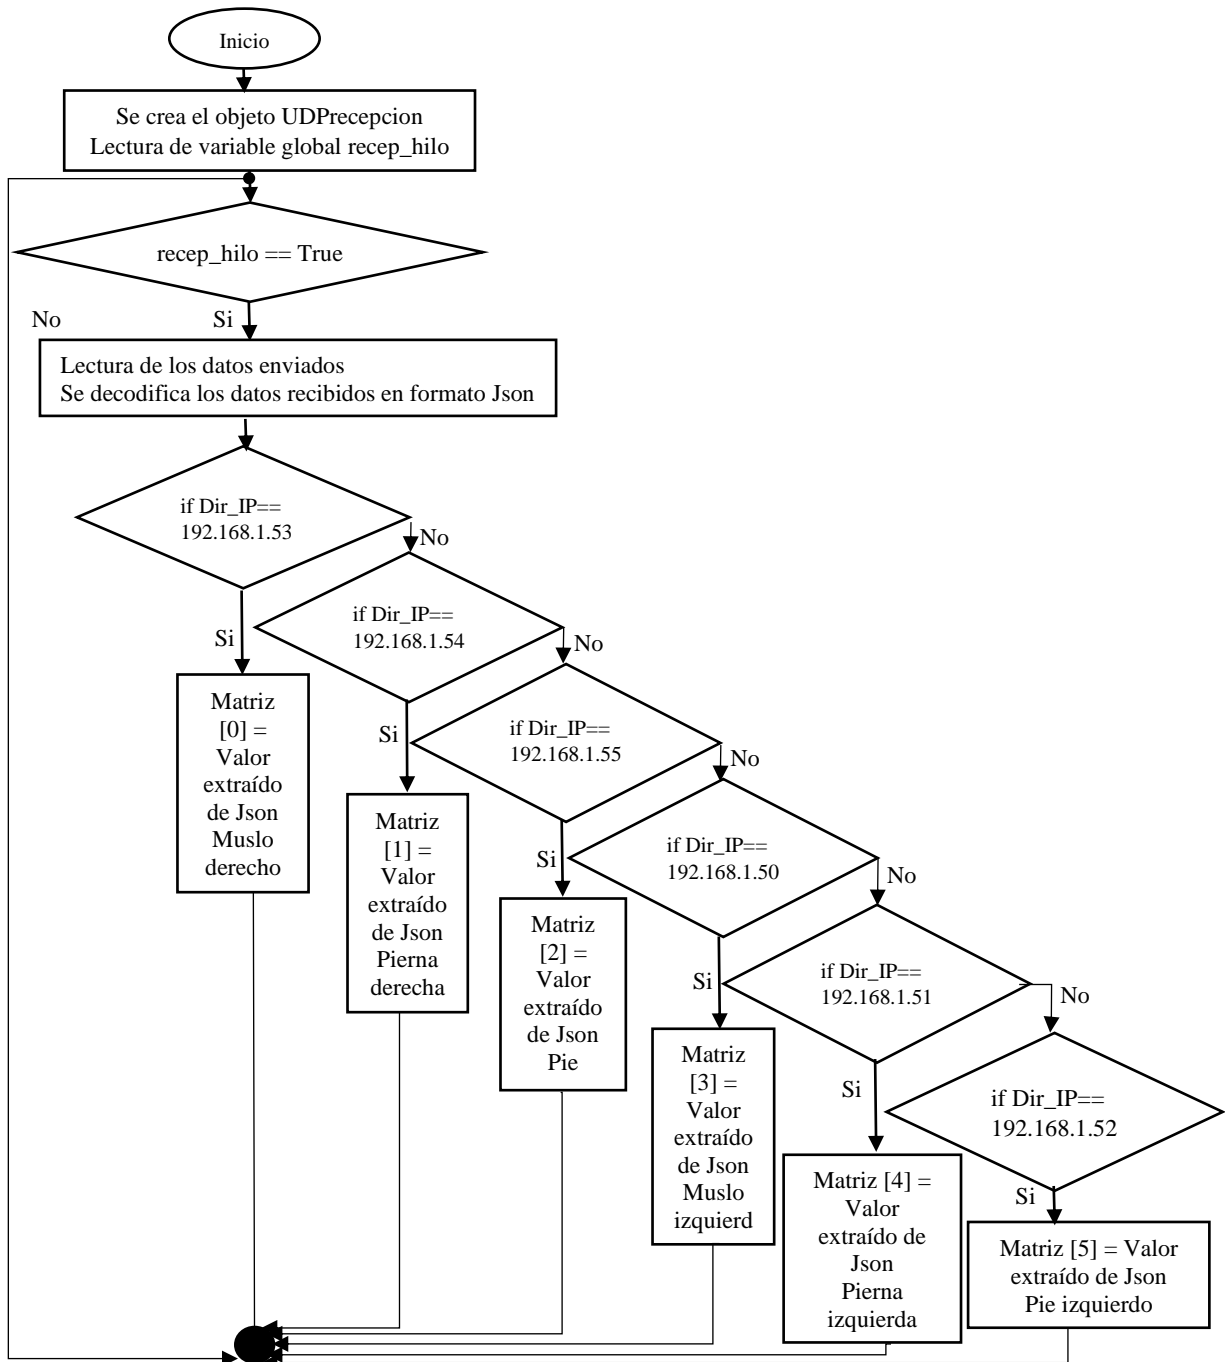 Inicio
Se crea el objeto UDPrecepcion
Lectura de variable global recep_hilo
recep_hilo == True
No
Si
Lectura de los datos enviados
Se decodifica los datos recibidos en formato Json
if Dir_IP==
192.168.1.53
No
Si
if Dir_IP==
192.168.1.54
No
Si
if Dir_IP==
192.168.1.55
No
Si
if Dir_IP==
192.168.1.50
No
Si
if Dir_IP==
192.168.1.51
No
Si
if Dir_IP==
192.168.1.52
Si
Matriz
[0] =
Valor
extraído
de Json
Muslo
derecho
Matriz
[1] =
Valor
extraído
de Json
Pierna
derecha
Matriz
[2] =
Valor
extraído
de Json
Pie
Matriz
[3] =
Valor
extraído
de Json
Muslo
izquierd
Matriz [4] =
Valor
extraído de
Json
Pierna
izquierda
Matriz [5] = Valor
extraído de Json
Pie izquierdo